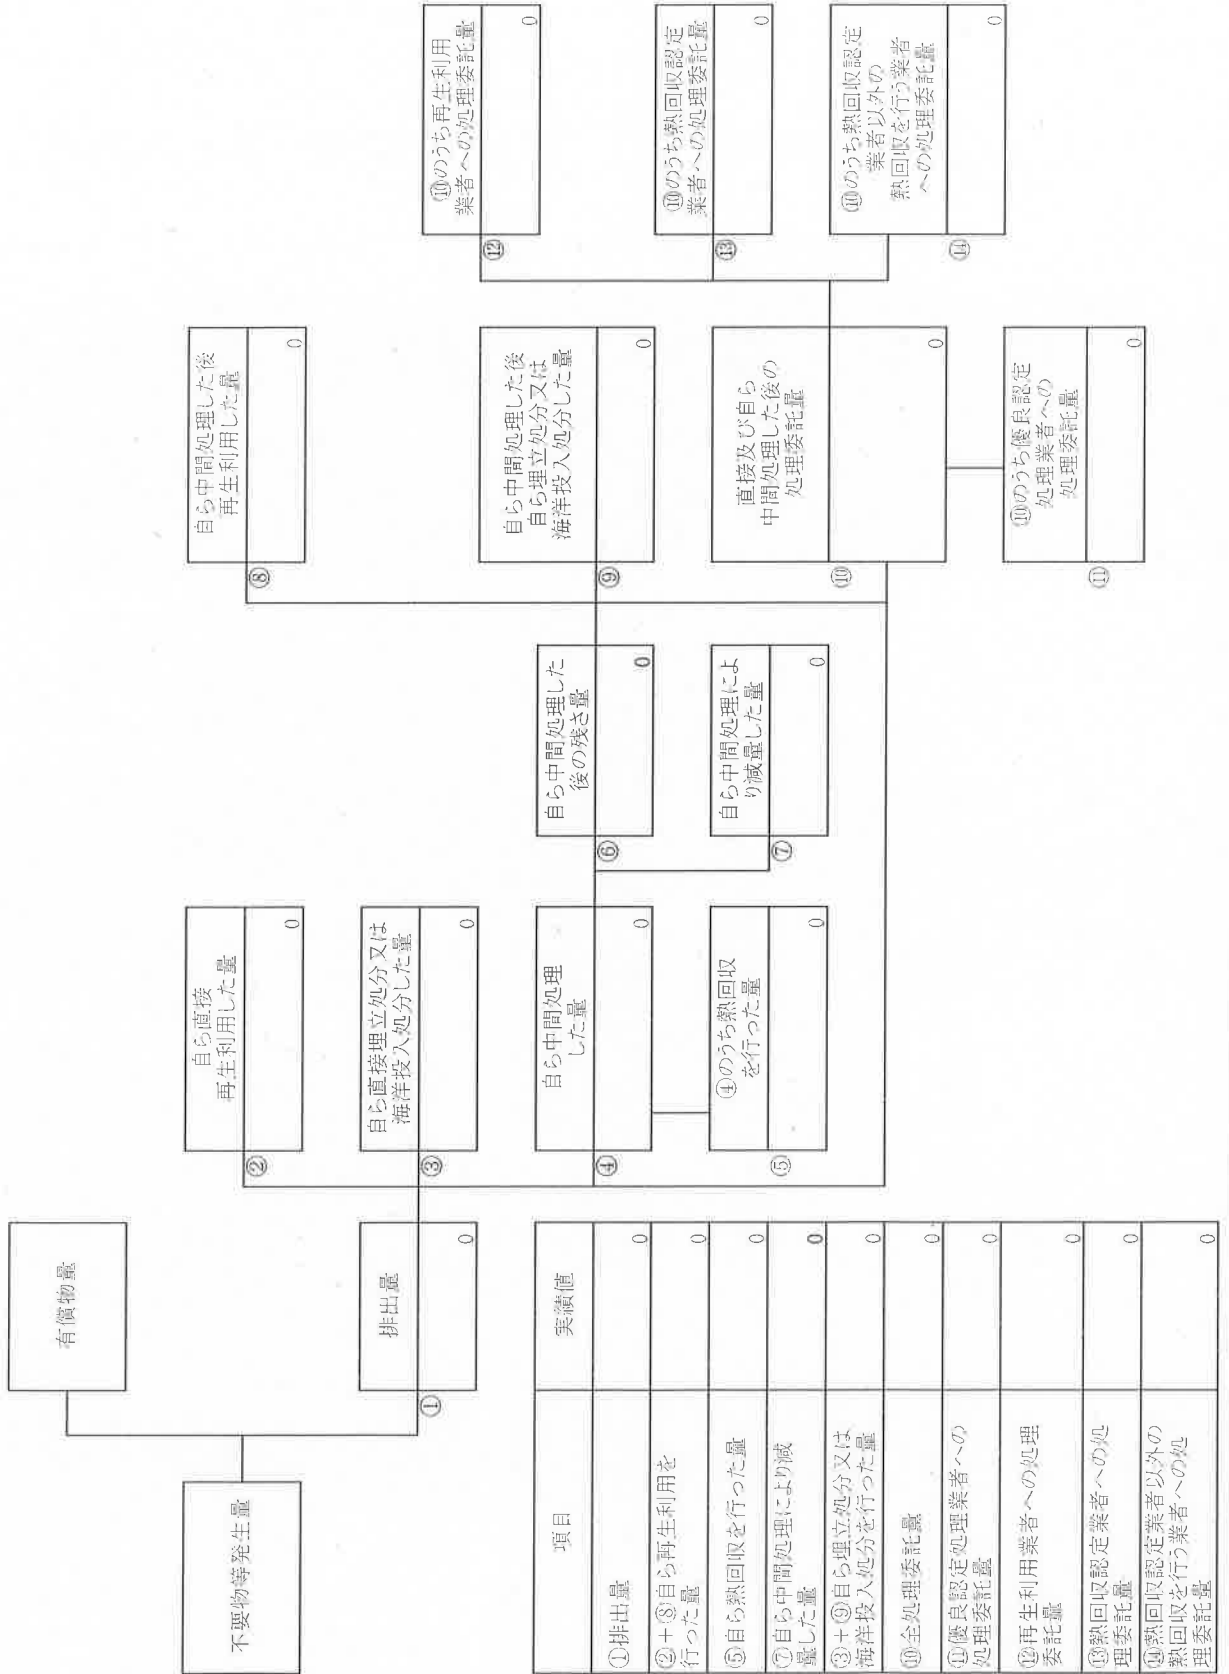 不要物等発生量
有償物量
①
排出量
0
②
自ら直接
再生利用した量
0
③
自ら直接埋立処分又は
海洋投入処分した量
0
④
自ら中間処理
した量
0
⑤
④のうち熱回収
を行った量
0
⑥
自ら中間処理した
後の残さ量
0
⑦
自ら中間処理によ
り減量した量
0
⑧
自ら中間処理した後
再生利用した量
0
⑨
自ら中間処理した後
自ら埋立処分又は
海洋投入処分した量
0
⑩
直接及び自ら
中間処理した後の
処理委託量
0
⑪
⑩のうち優良認定
処理業者への
処理委託量
0
⑫
⑩のうち再生利用
業者への処理委託量
0
⑬
⑩のうち熱回収認定
業者への処理委託量
0
⑭
⑩のうち熱回収認定
業者以外の
熱回収を行う業者
への処理委託量
0
項目 実績値
①排出量 0
②+⑧自ら再生利用を
行った量 0
⑤自ら熱回収を行った量 0
⑦自ら中間処理により減
量した量 0
③+⑨自ら埋立処分又は
海洋投入処分を行った量 0
⑩全処理委託量 0
⑪優良認定処理業者への
処理委託量 0
⑫再生利用業者への処理
委託量 0
⑬熱回収認定業者への処
理委託量 0
⑭熱回収認定業者以外の
熱回収を行う業者への処
理委託量 0